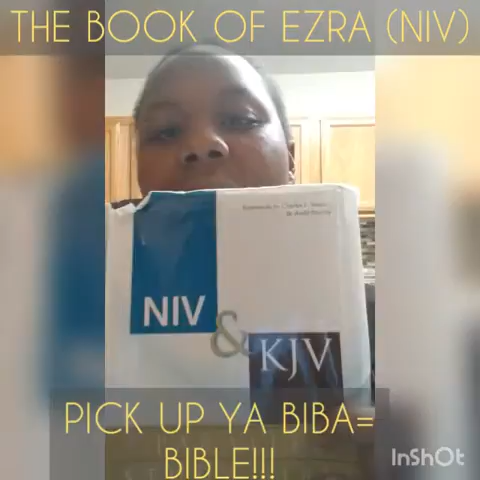 THE BOOK OF EZRA (NIV)
NIV
&
KJV
PICK UP YA BIBA=
BIBLE!!!
InShOt